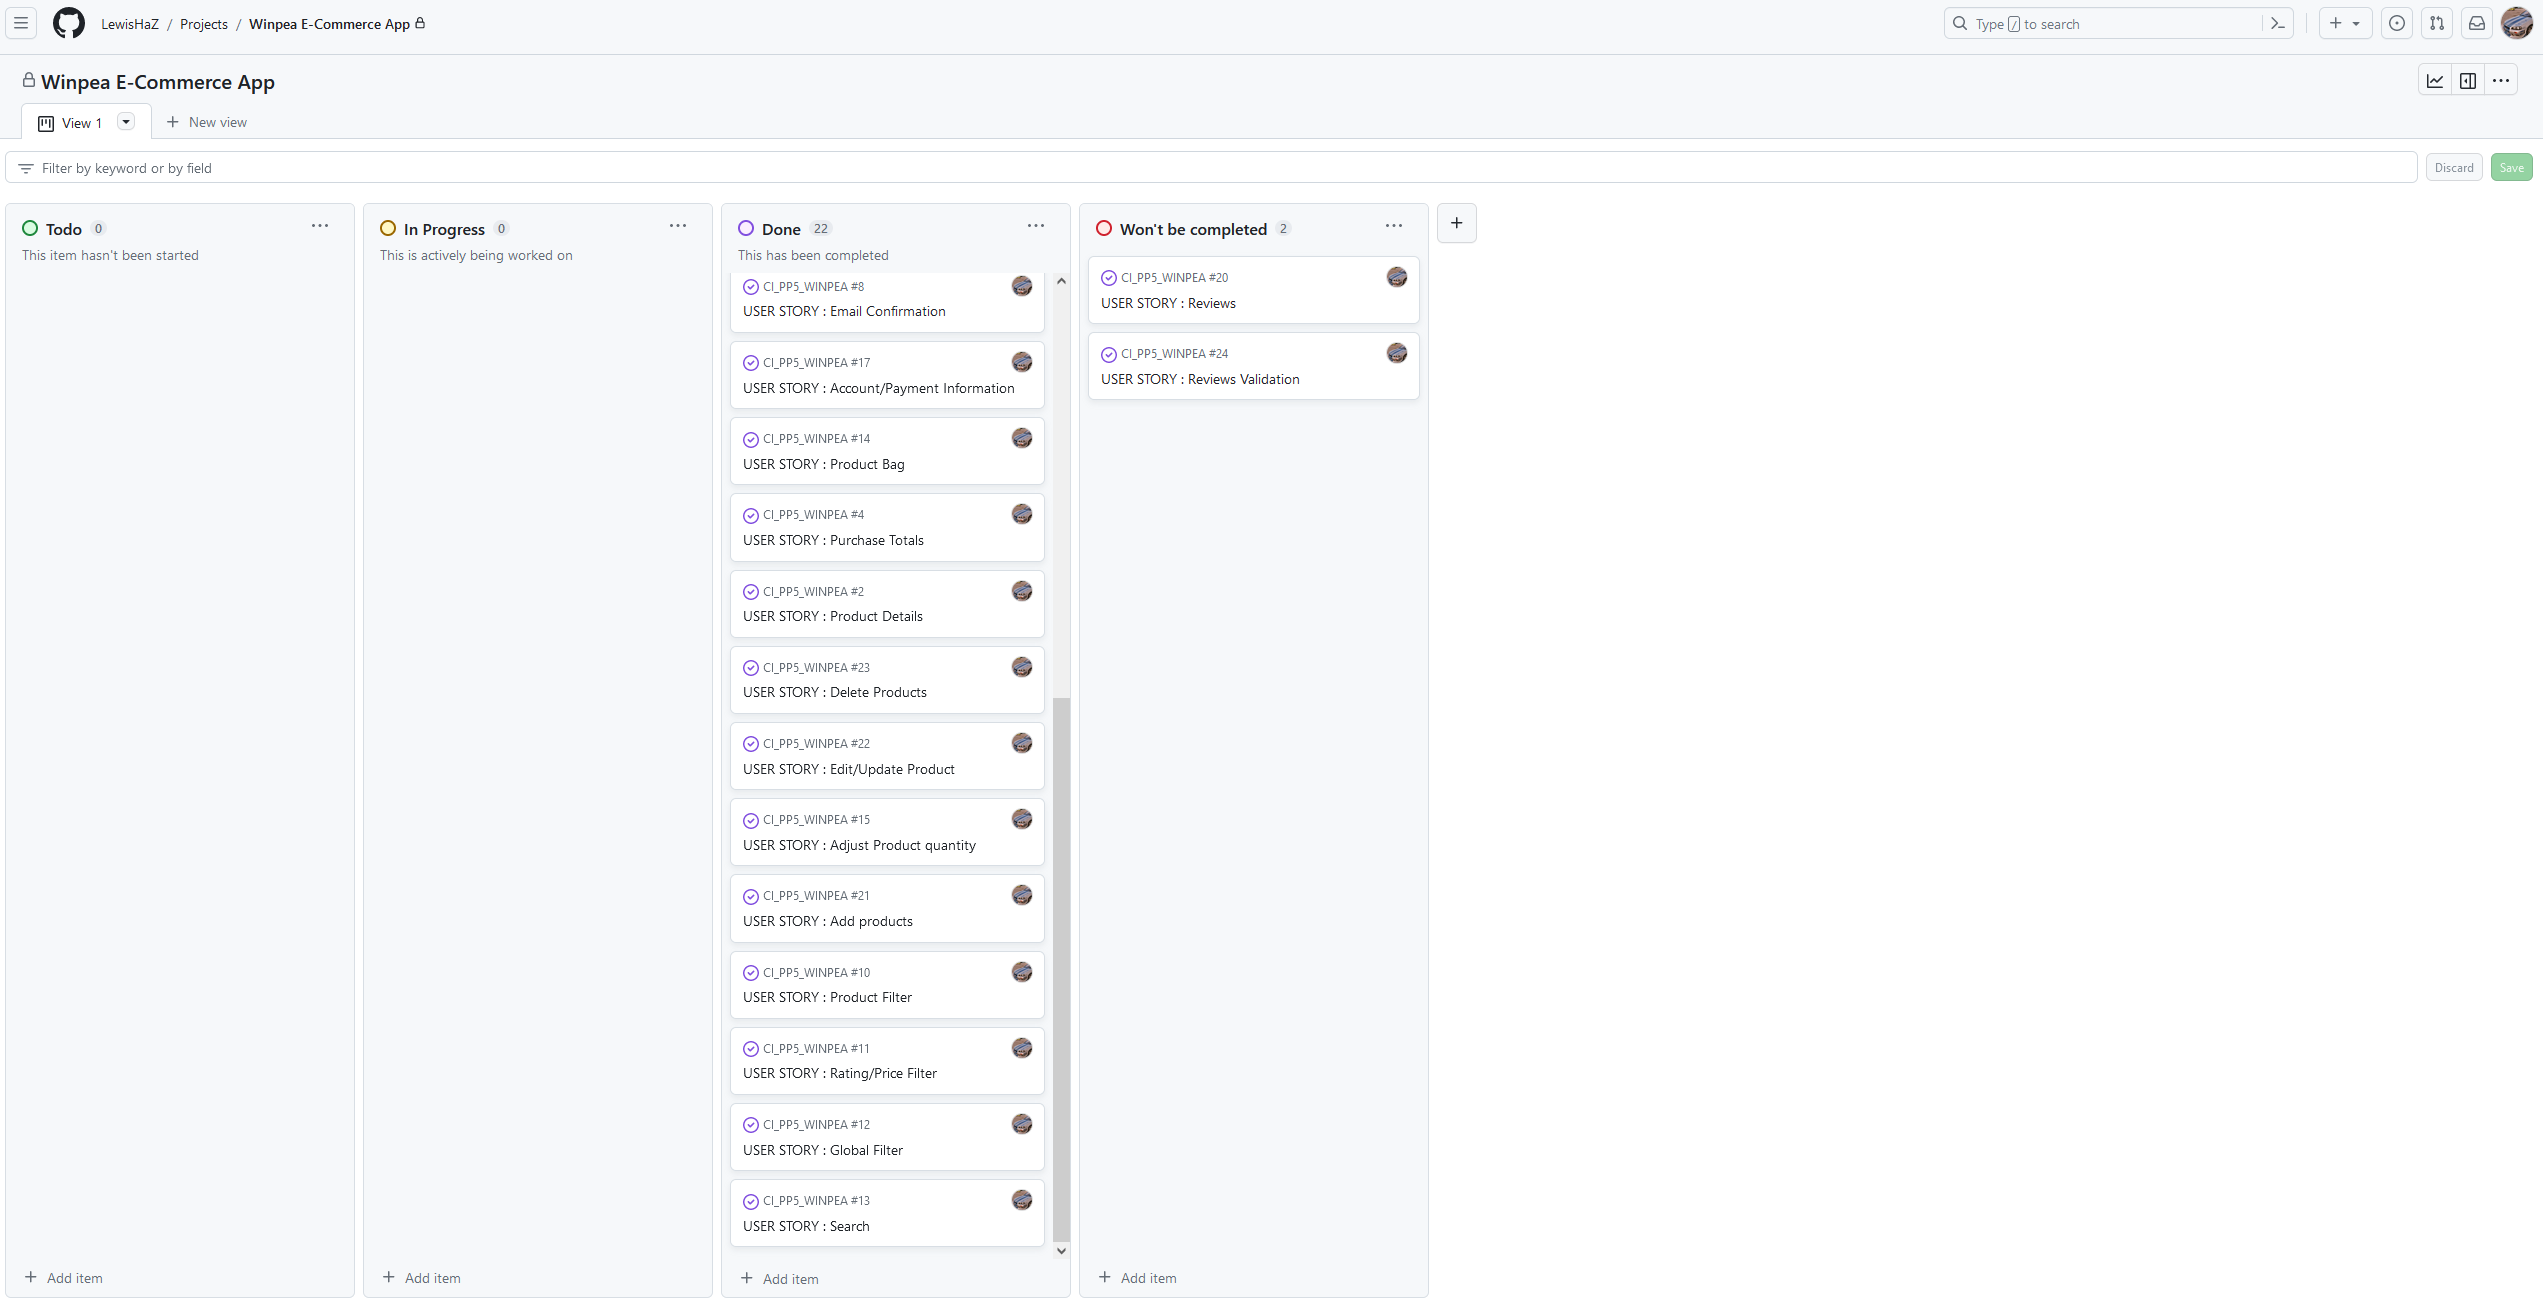 LewisHaZ / Projects / Winpea E-Commerce App
Type / to search
Winpea E-Commerce App
View 1
New view
Filter by keyword or by field
Discard
Save
Todo 0
This item hasn't been started
Add item
In Progress 0
This is actively being worked on
Add item
Done 22
This has been completed
CI_PP5_WINPEA #8
USER STORY : Email Confirmation
CI_PP5_WINPEA #17
USER STORY : Account/Payment Information
CI_PP5_WINPEA #14
USER STORY : Product Bag
CI_PP5_WINPEA #4
USER STORY : Purchase Totals
CI_PP5_WINPEA #2
USER STORY : Product Details
CI_PP5_WINPEA #23
USER STORY : Delete Products
CI_PP5_WINPEA #22
USER STORY : Edit/Update Product
CI_PP5_WINPEA #15
USER STORY : Adjust Product quantity
CI_PP5_WINPEA #21
USER STORY : Add products
CI_PP5_WINPEA #10
USER STORY : Product Filter
CI_PP5_WINPEA #11
USER STORY : Rating/Price Filter
CI_PP5_WINPEA #12
USER STORY : Global Filter
CI_PP5_WINPEA #13
USER STORY : Search
Add item
Won't be completed 2
CI_PP5_WINPEA #20
USER STORY : Reviews
CI_PP5_WINPEA #24
USER STORY : Reviews Validation
Add item